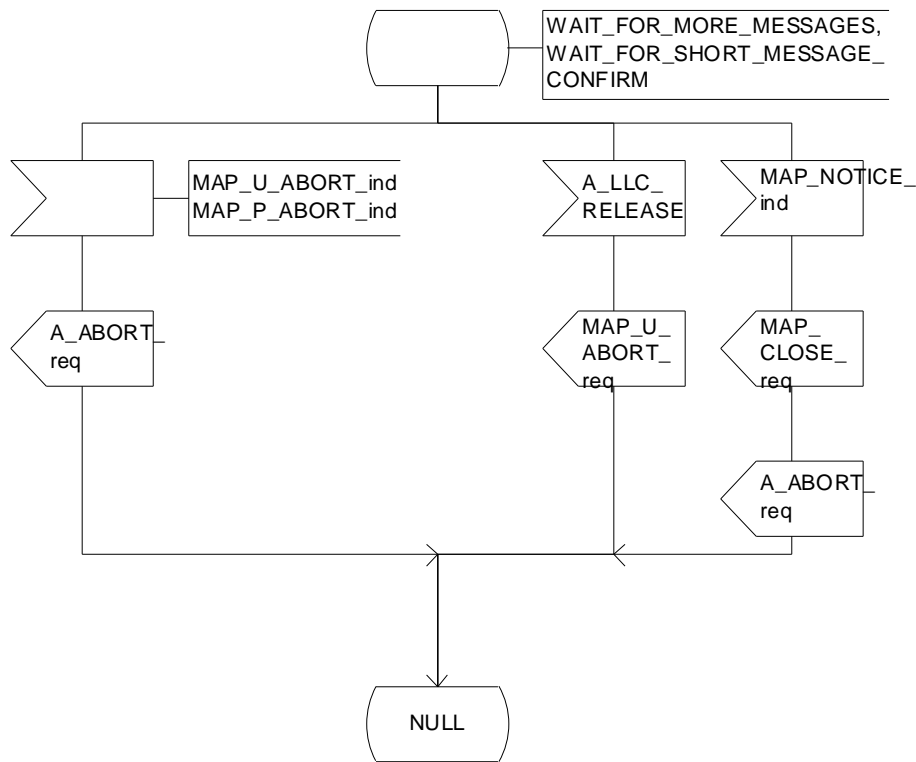 WAIT_FOR_MORE_MESSAGES,
WAIT_FOR_SHORT_MESSAGE_
CONFIRM
MAP_U_ABORT_ind
MAP_P_ABORT_ind
A_LLC_
RELEASE
MAP_NOTICE_
ind
A_ABORT_
req
MAP_U_
ABORT_
req
MAP_
CLOSE_
req
A_ABORT_
req
NULL